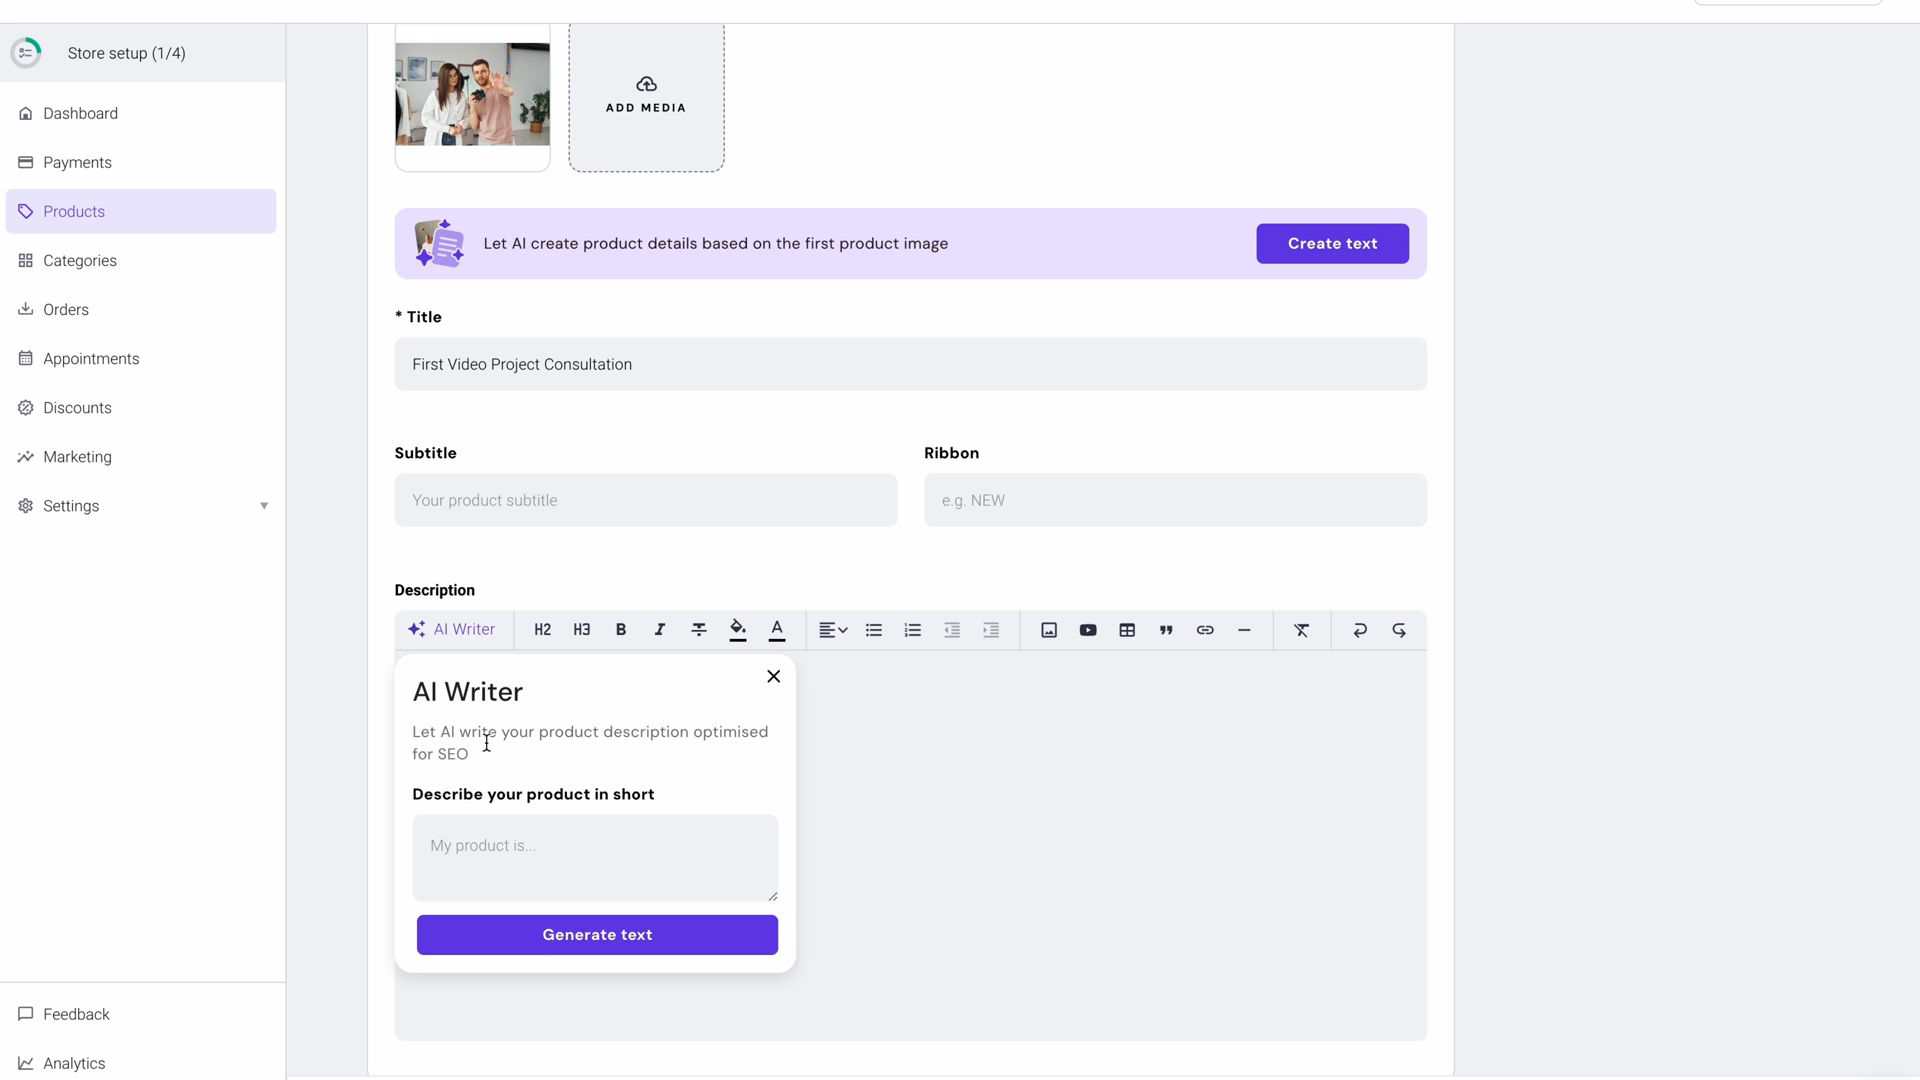 Store setup (1/4)
Dashboard
Payments
Products
Categories
Orders
Appointments
Discounts
Marketing
Settings
Feedback
Analytics
ADD MEDIA
Let AI create product details based on the first product image
Create text
* Title
First Video Project Consultation
Subtitle
Ribbon
Your product subtitle
e.g. NEW
Description
AI Writer
H2
H3
B
I
A
AI Writer
Let AI write your product description optimised
for SEO
Describe your product in short
My product is...
Generate text